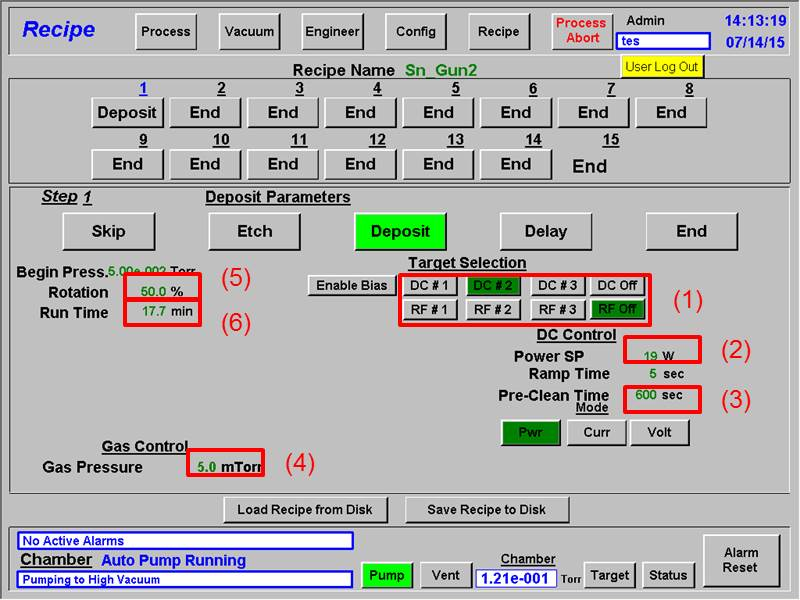 Recipe Process Vacuum Engineer Config Recipe Process Abort Admin 14:13:19
tes 07/14/15
User Log Out
Recipe Name Sn_Gun2
1 2 3 4 5 6 7 8
Deposit End End End End End End End
9 10 11 12 13 14 15
End End End End End End End
Step 1 Deposit Parameters
Skip Etch Deposit Delay End
Begin Press. 5.00e-002 Torr
Rotation 50.0 % (5)
Run Time 17.7 min (6)
Target Selection
Enable Bias DC # 1 DC # 2 DC # 3 DC Off
RF # 1 RF # 2 RF # 3 RF Off
(1)
DC Control
Power SP 19 W (2)
Ramp Time 5 sec
Pre-Clean Time 600 sec (3)
Mode
Pwr Curr Volt
Gas Control
Gas Pressure 5.0 mTorr (4)
Load Recipe from Disk Save Recipe to Disk
No Active Alarms
Chamber Auto Pump Running
Pumping to High Vacuum
Pump Vent
Chamber
1.21e-001 Torr
Target Status
Alarm Reset